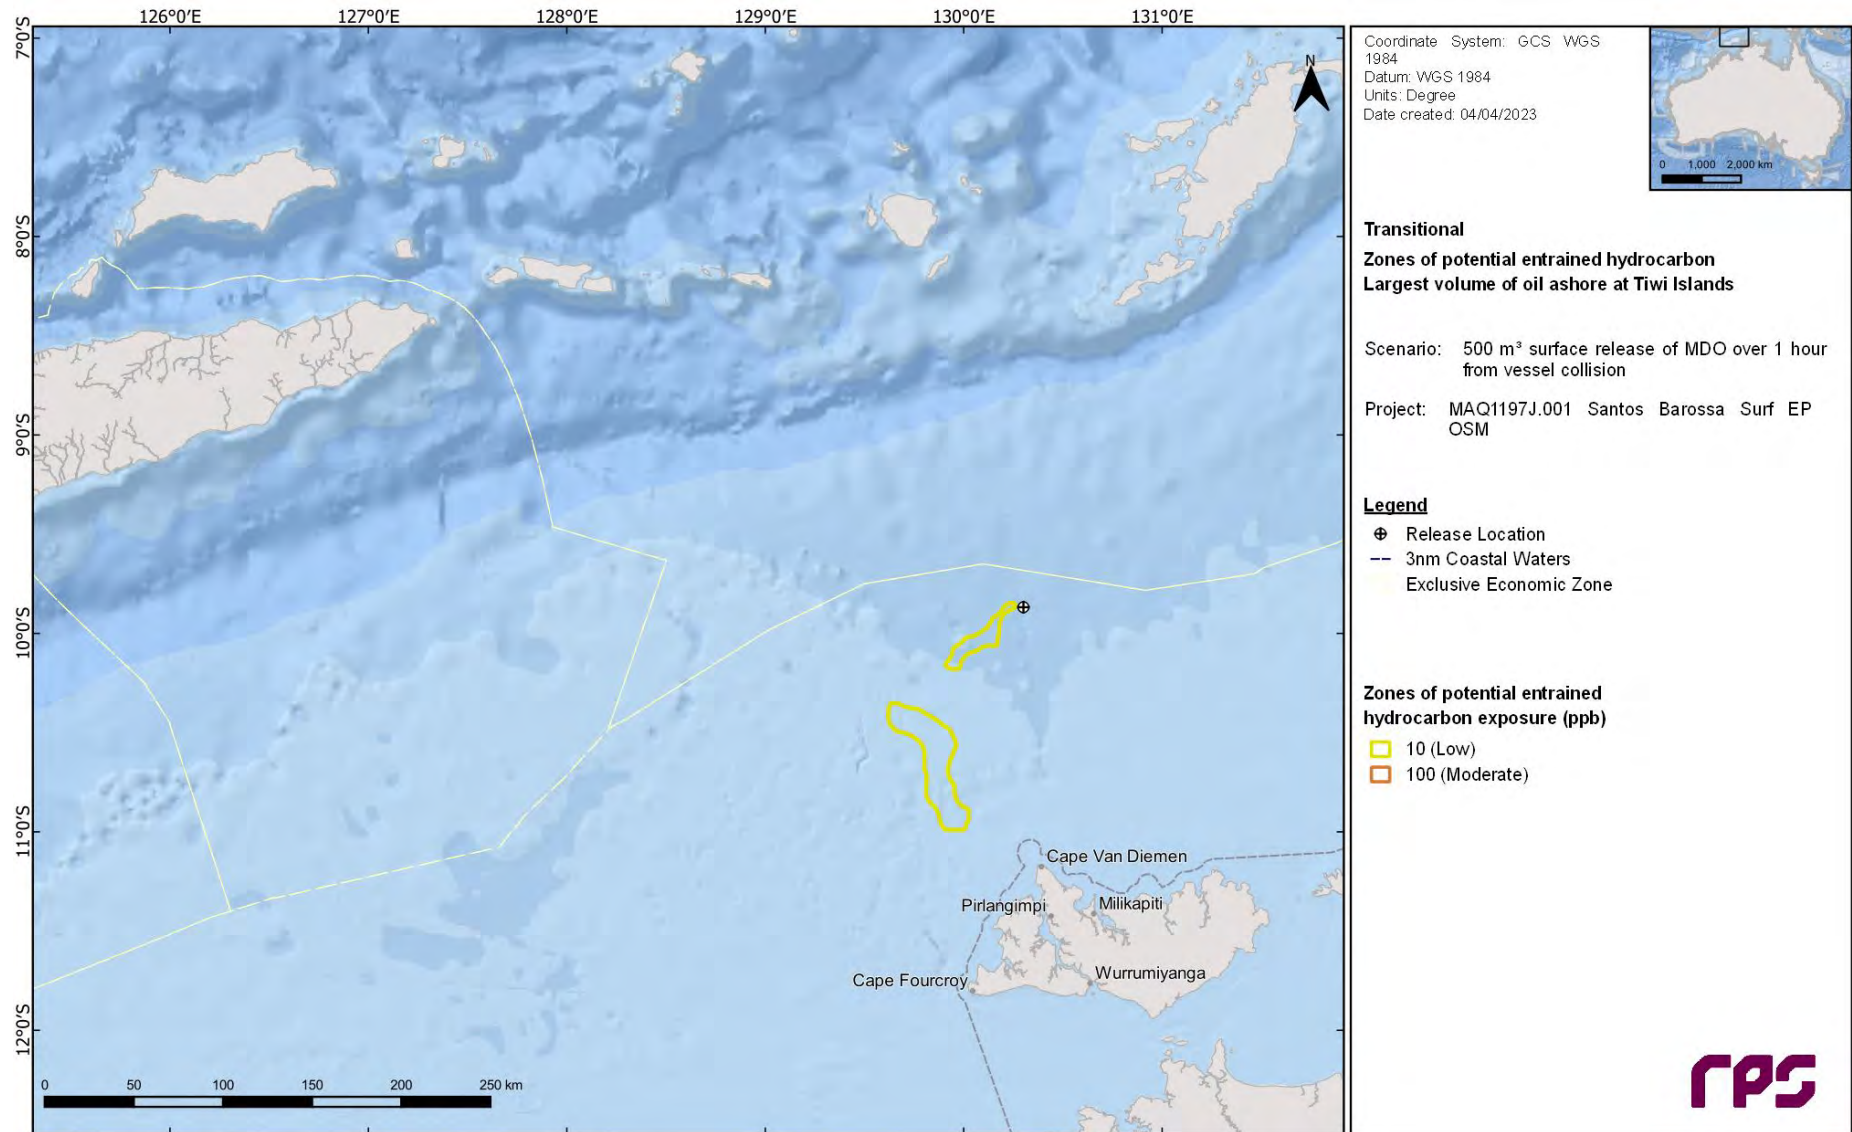 126°0'E 127°0'E 128°0'E 129°0'E 130°0'E 131°0'E
7°0'S
8°0'S
9°0'S
10°0'S
11°0'S
12°0'S
N
Cape Van Diemen
Pirlangimpi
Milikapiti
Cape Fourcroy
Wurrumiyanga
0 50 100 150 200 250 km
Coordinate System: GCS WGS
1984
Datum: WGS 1984
Units: Degree
Date created: 04/04/2023
0 1,000 2,000 km
Transitional
Zones of potential entrained hydrocarbon
Largest volume of oil ashore at Tiwi Islands
Scenario: 500 m³ surface release of MDO over 1 hour
from vessel collision
Project: MAQ1197J.001 Santos Barossa Surf EP
OSM
Legend
Release Location
3nm Coastal Waters
Exclusive Economic Zone
Zones of potential entrained
hydrocarbon exposure (ppb)
10 (Low)
100 (Moderate)
rps